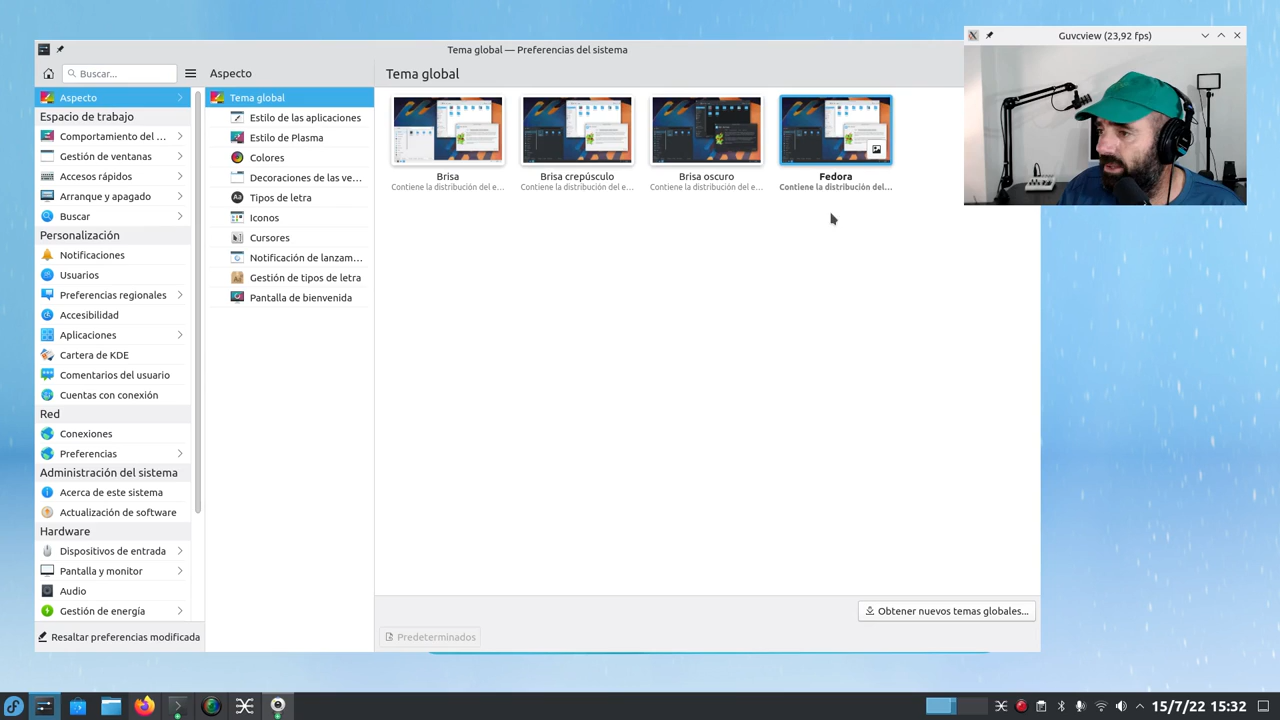 Tema global — Preferencias del sistema
Guvcview (23,92 fps)
Buscar...
Aspecto
Tema global
Aspecto
Espacio de trabajo
Comportamiento del ...
Gestión de ventanas
Accesos rápidos
Arranque y apagado
Buscar
Personalización
Notificaciones
Usuarios
Preferencias regionales
Accesibilidad
Aplicaciones
Cartera de KDE
Comentarios del usuario
Cuentas con conexión
Red
Conexiones
Preferencias
Administración del sistema
Acerca de este sistema
Actualización de software
Hardware
Dispositivos de entrada
Pantalla y monitor
Audio
Gestión de energía
Resaltar preferencias modificada
Tema global
Estilo de las aplicaciones
Estilo de Plasma
Colores
Decoraciones de las ve...
Aa Tipos de letra
Iconos
Cursores
Notificación de lanzam...
Gestión de tipos de letra
Pantalla de bienvenida
Brisa
Contiene la distribución del e...
Brisa crepúsculo
Contiene la distribución del e...
Brisa oscuro
Contiene la distribución del e...
Fedora
Contiene la distribución del...
Obtener nuevos temas globales...
Predeterminados
15/7/22 15:32